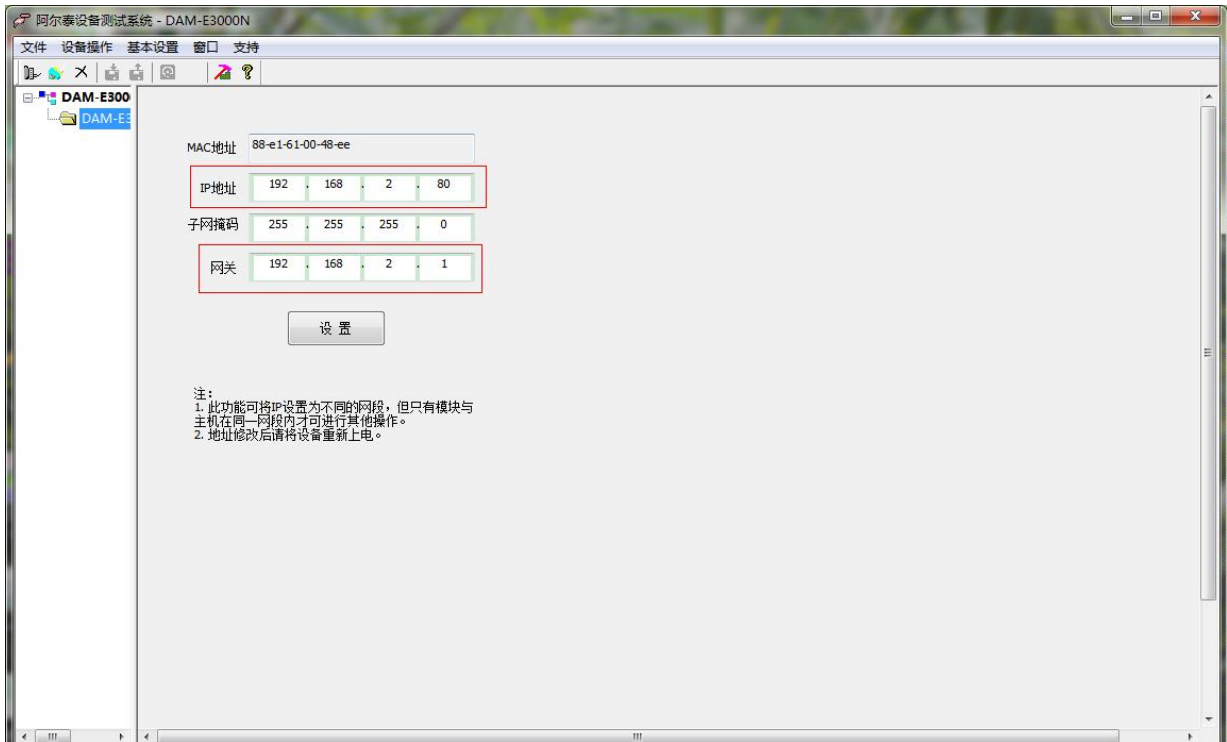 阿尔泰设备测试系统 - DAM-E3000N
文件 设备操作 基本设置 窗口 支持
DAM-E300
DAM-E3
MAC地址 88-e1-61-00-48-ee
IP地址 192 . 168 . 2 . 80
子网掩码 255 . 255 . 255 . 0
网关 192 . 168 . 2 . 1
设 置
注：
1. 此功能可将IP设置为不同的网段，但只有模块与
主机在同一网段内才可进行其他操作。
2. 地址修改后请将设备重新上电。